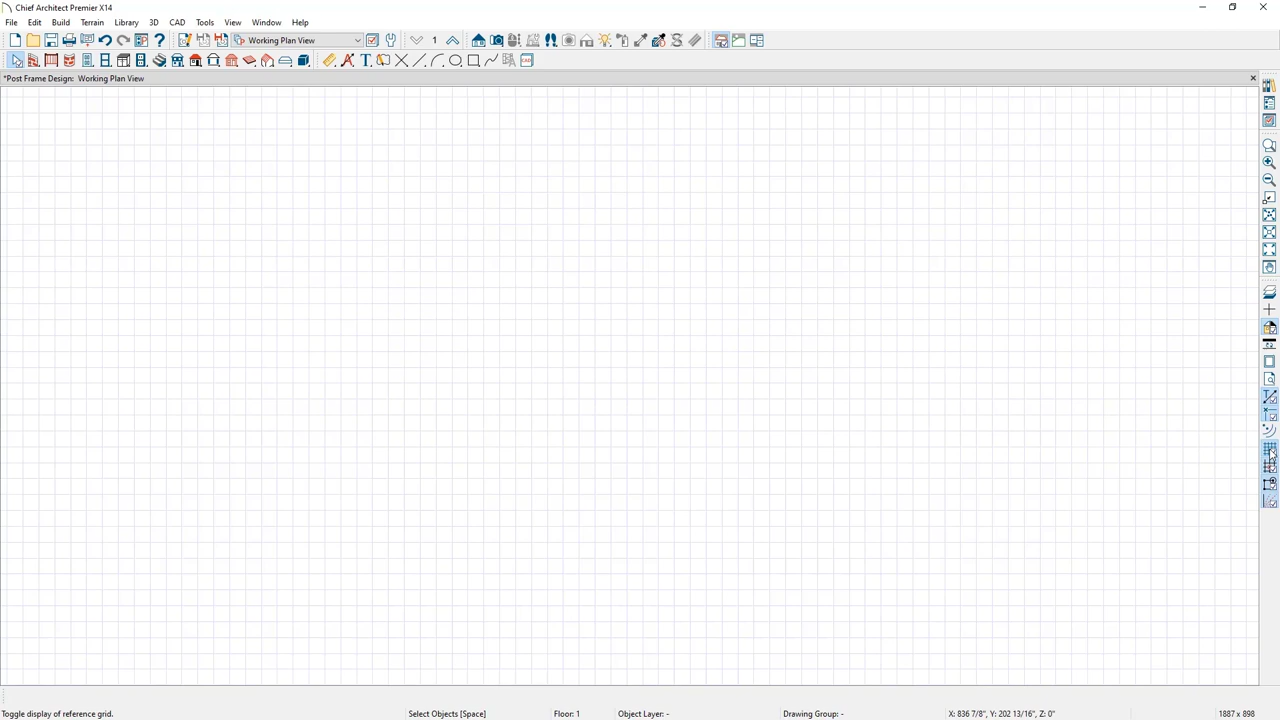 Chief Architect Premier X14
File Edit Build Terrain Library 3D CAD Tools View Window Help
Working Plan View 1
*Post Frame Design: Working Plan View
Toggle display of reference grid. Select Objects [Space] Floor: 1 Object Layer: - Drawing Group: - X: 836 7/8", Y: 202 13/16", Z: 0" 1887 x 898